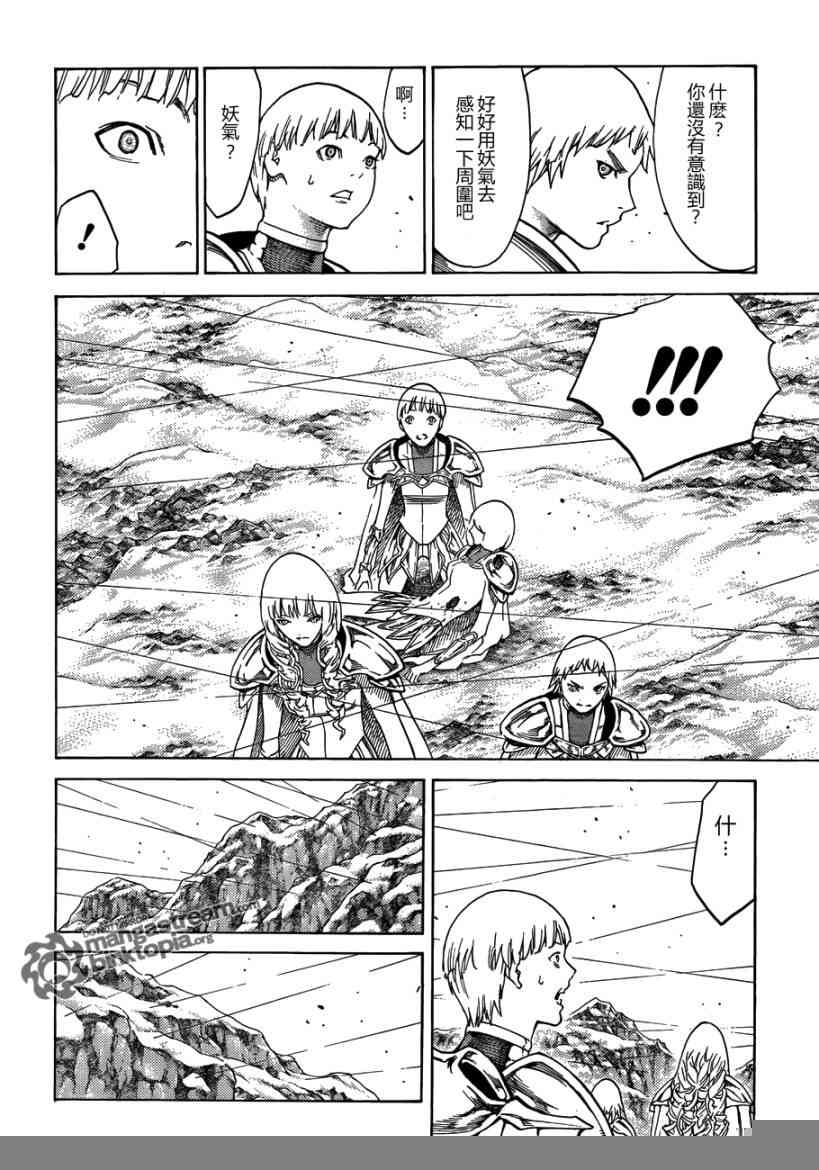 什麼？
你還沒有意識到？
好好用妖氣去
感知一下周圍吧
啊…
妖氣？
!
!!!
什…
mangastream.com
binktopia.org